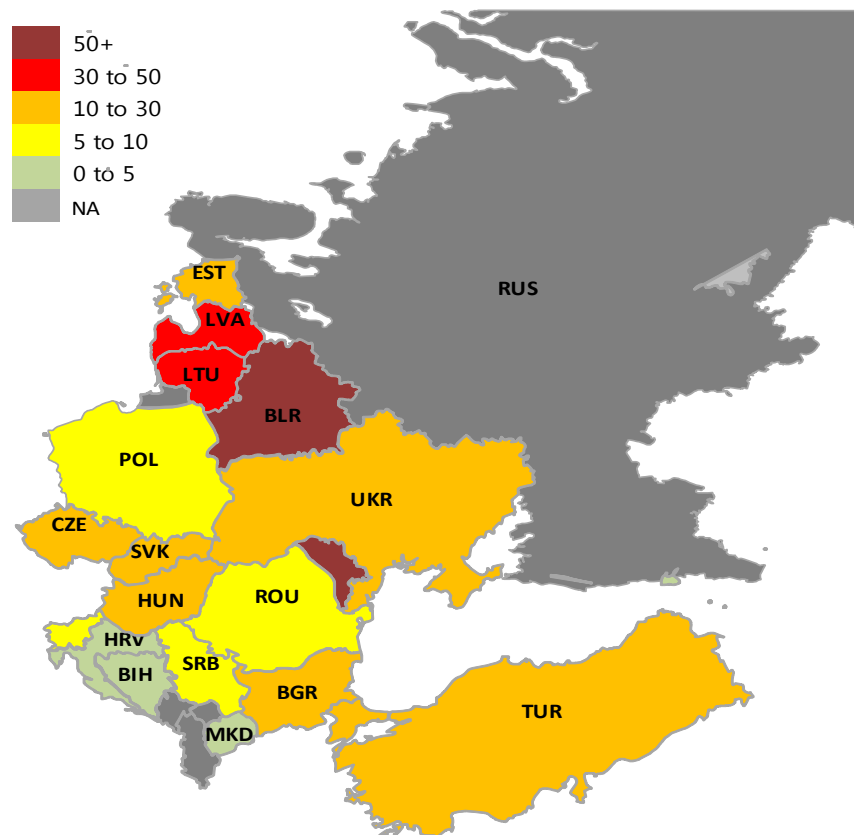 50+
30 to 50
10 to 30
5 to 10
0 to 5
NA
EST
RUS
LVA
LTU
BLR
POL
UKR
CZE
SVK
HUN
ROU
HRV
SRB
BIH
BGR
TUR
MKD